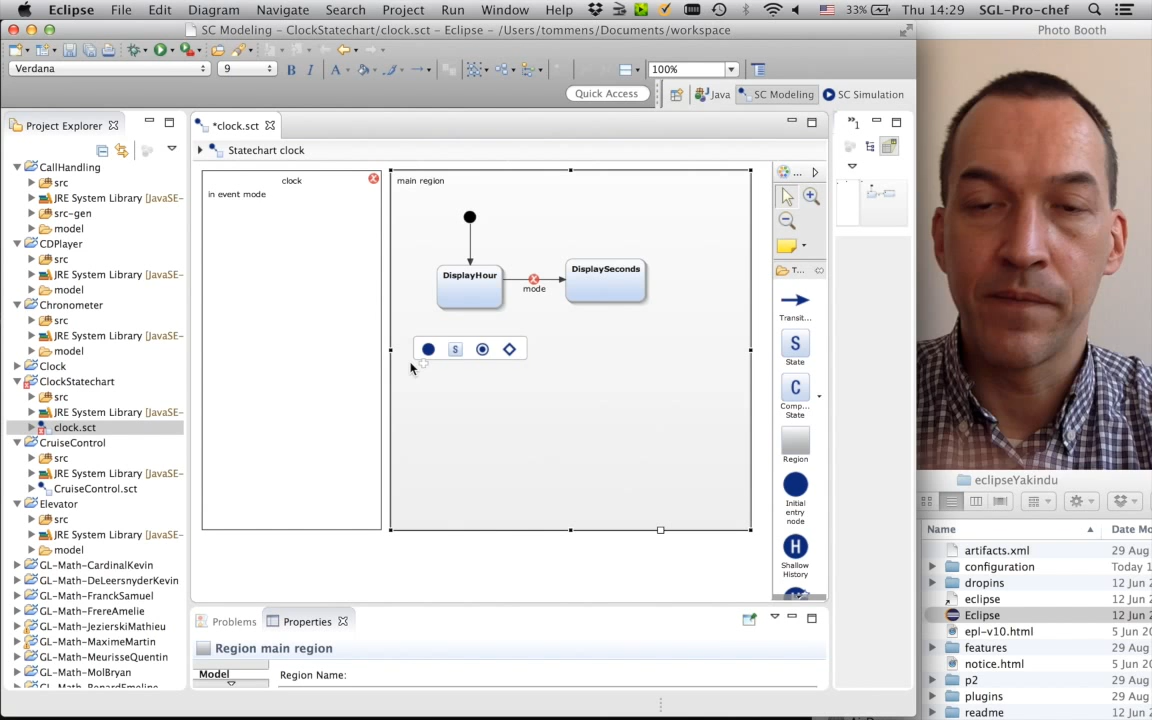 Eclipse File Edit Diagram Navigate Search Project Run Window Help 33% Thu 14:29 SGL-Pro-chef
SC Modeling – ClockStatechart/clock.sct – Eclipse – /Users/tommens/Documents/workspace
Photo Booth
Verdana 9 B I A 100%
Quick Access Java SC Modeling SC Simulation
Project Explorer
CallHandling
src
JRE System Library [JavaSE-
src-gen
model
CDPlayer
src
JRE System Library [JavaSE-
model
Chronometer
src
JRE System Library [JavaSE-
model
Clock
ClockStatechart
src
JRE System Library [JavaSE-
clock.sct
CruiseControl
src
JRE System Library [JavaSE-
CruiseControl.sct
Elevator
src
JRE System Library [JavaSE-
model
GL-Math-CardinalKevin
GL-Math-DeLeersnyderKevin
GL-Math-FranckSamuel
GL-Math-FrereAmelie
GL-Math-JezierskiMathieu
GL-Math-MaximeMartin
GL-Math-MeurisseQuentin
GL-Math-MolBryan
*clock.sct
Statechart clock
clock
in event mode
main region
DisplayHour
mode
DisplaySeconds
S
...
T...
Transit...
S
State
C
Comp...
State
Region
Initial
entry
node
H
Shallow
History
»1
Problems Properties
Region main region
Model
Region Name:
eclipseYakindu
Name Date Mo
artifacts.xml 29 Aug
configuration Today 1
dropins 12 Jun 2
eclipse 12 Jun 2
Eclipse 12 Jun 2
epl-v10.html 5 Jun 20
features 29 Aug
notice.html 5 Jun 20
p2 29 Aug
plugins 29 Aug
readme 12 Jun 2